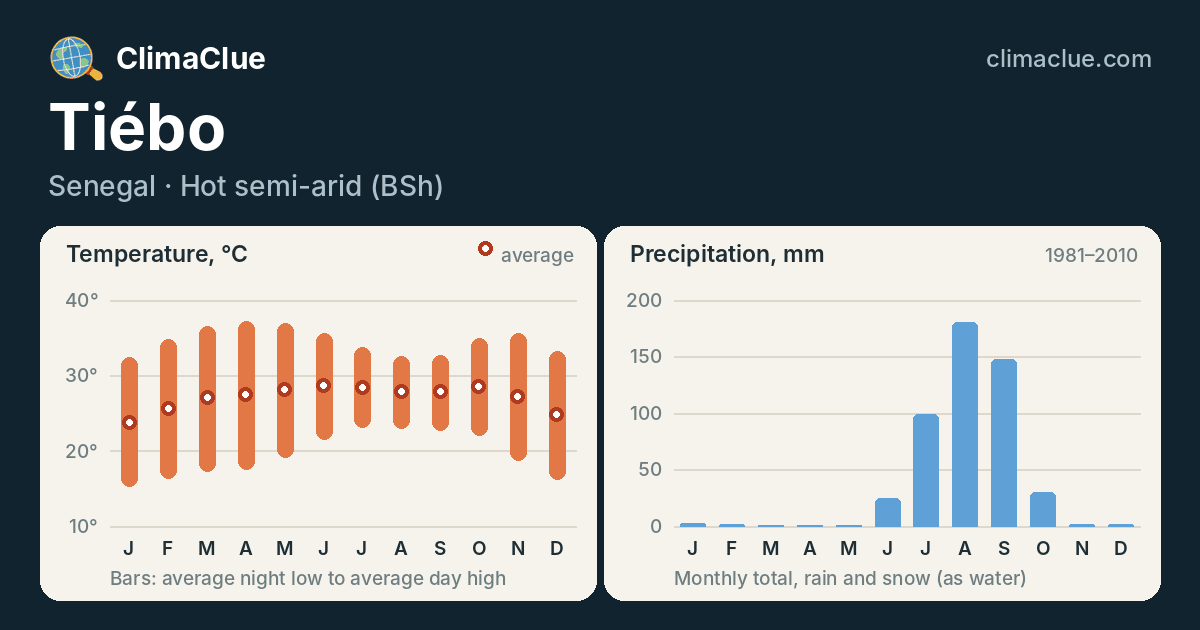 ClimaClue
climaclue.com
Tiébo
Senegal · Hot semi-arid (BSh)
Temperature, °C
average
40°
30°
20°
10°
J F M A M J J A S O N D
Bars: average night low to average day high
Precipitation, mm
1981–2010
200
150
100
50
0
J F M A M J J A S O N D
Monthly total, rain and snow (as water)